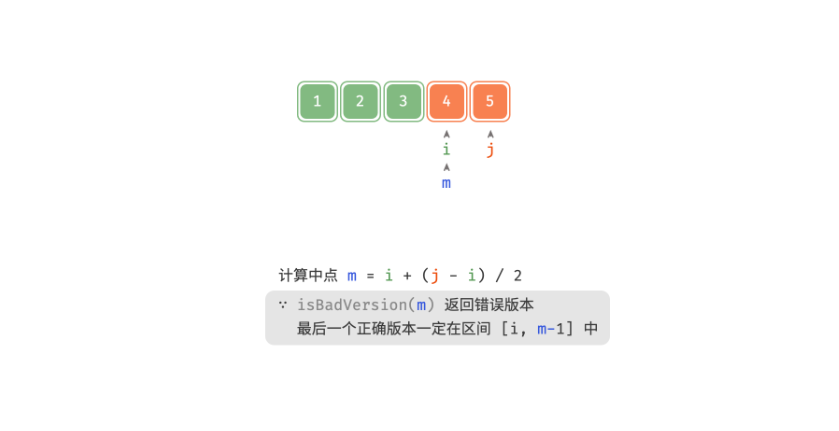 1 2 3 4 5
i j
m
计算中点 m = i + (j - i) / 2
∵ isBadVersion(m) 返回错误版本
最后一个正确版本一定在区间 [i, m-1] 中